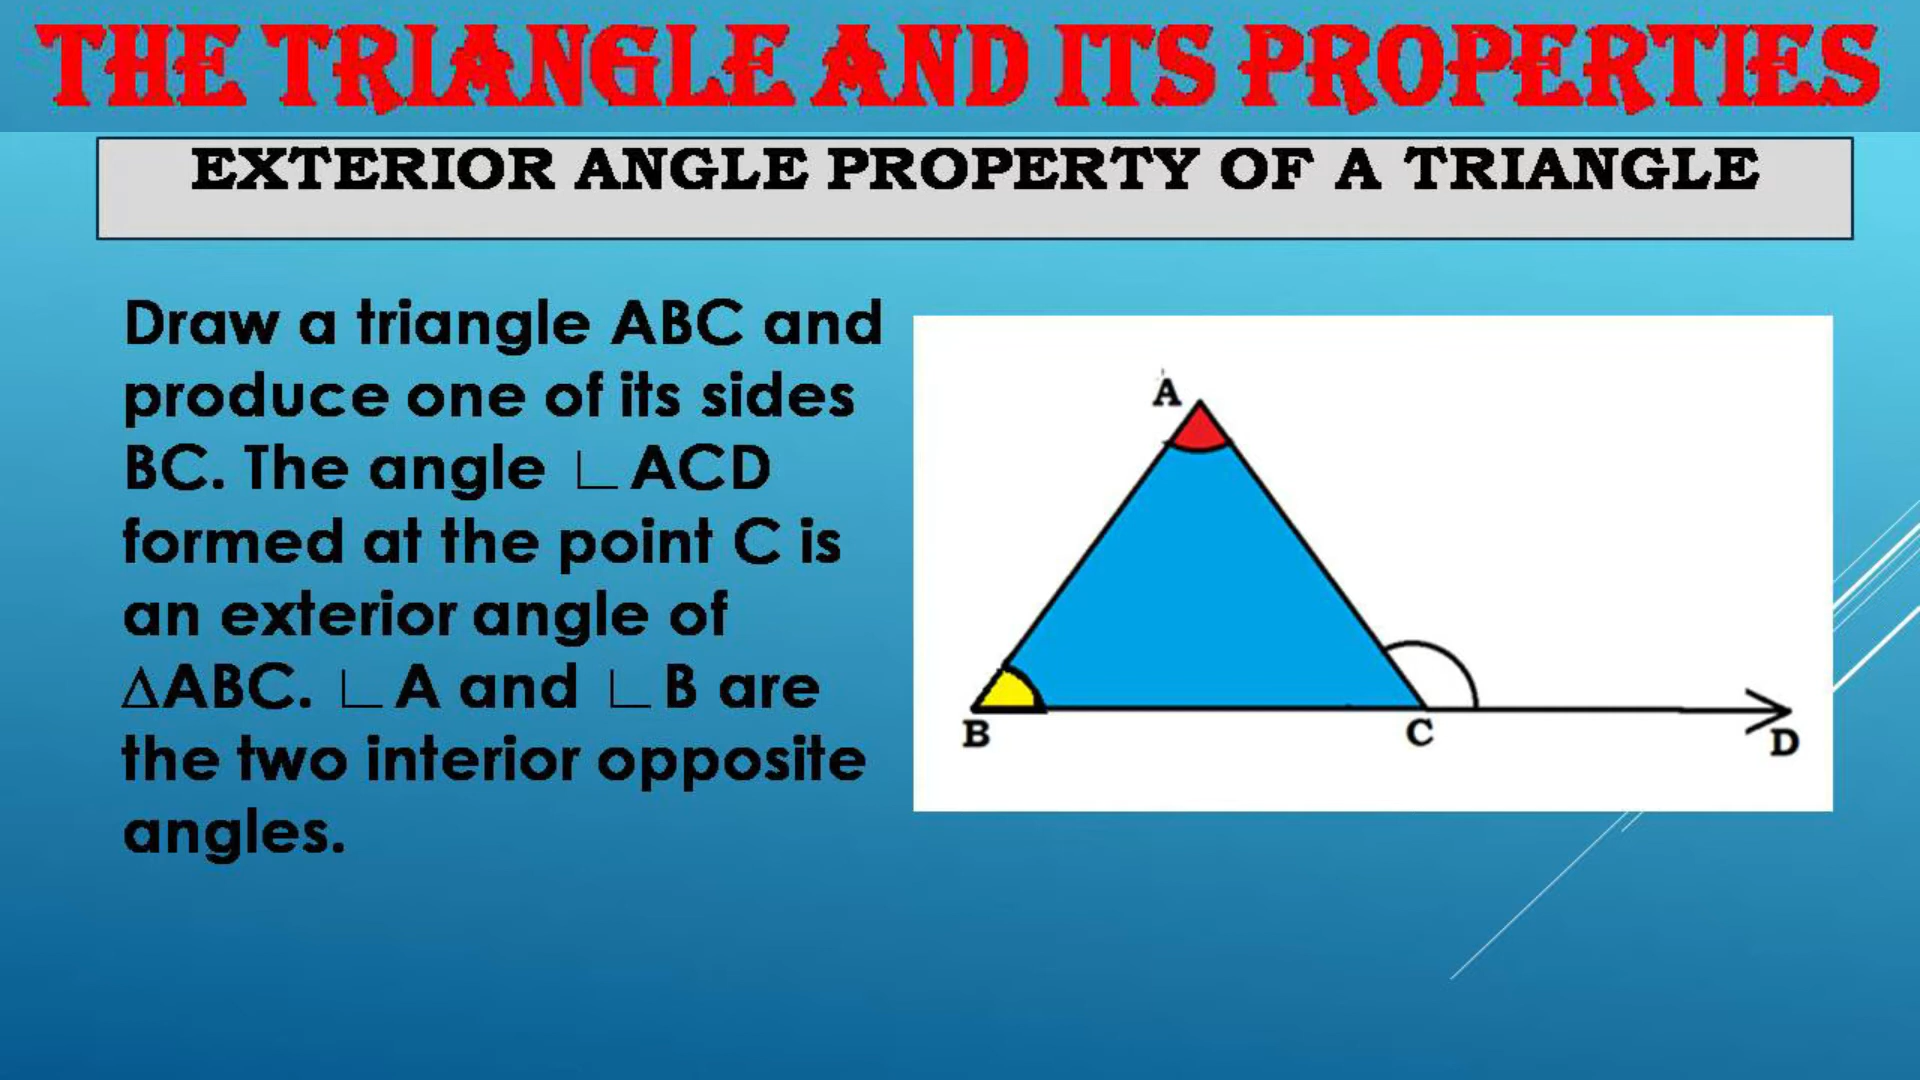 THE TRIANGLE AND ITS PROPERTIES
EXTERIOR ANGLE PROPERTY OF A TRIANGLE
Draw a triangle ABC and
produce one of its sides
BC. The angle ∟ACD
formed at the point C is
an exterior angle of
∆ABC. ∟A and ∟B are
the two interior opposite
angles.
A
B
C
D